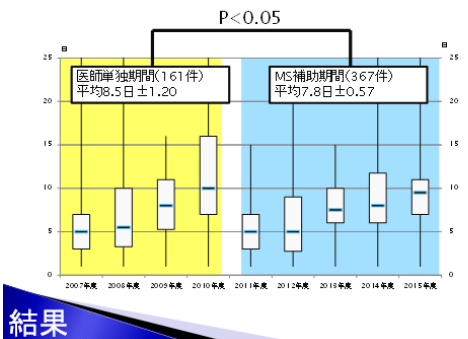 P<0.05
日
日
医師単独期間(161件)
平均8.5日±1.20
MS補助期間(367件)
平均7.8日±0.57
25
20
15
10
5
0
25
20
15
10
5
0
2007年度 2008年度 2009年度 2010年度 2011年度 2012年度 2013年度 2014年度 2015年度
結果